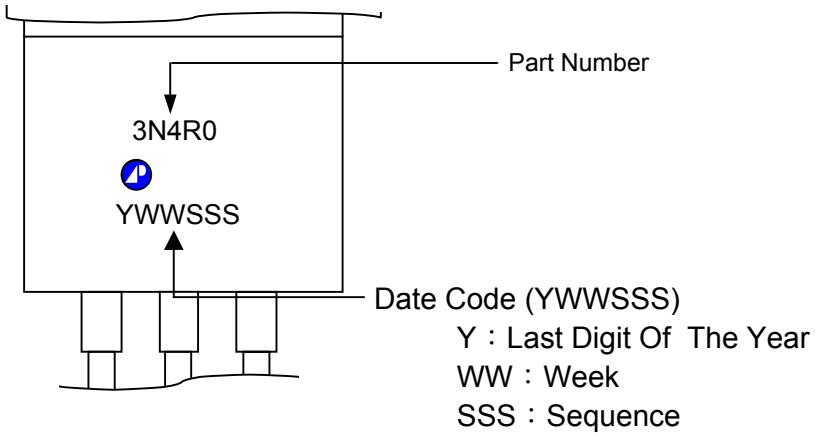 Part Number
3N4R0
YWWSSS
Date Code (YWWSSS)
Y：Last Digit Of The Year
WW：Week
SSS：Sequence